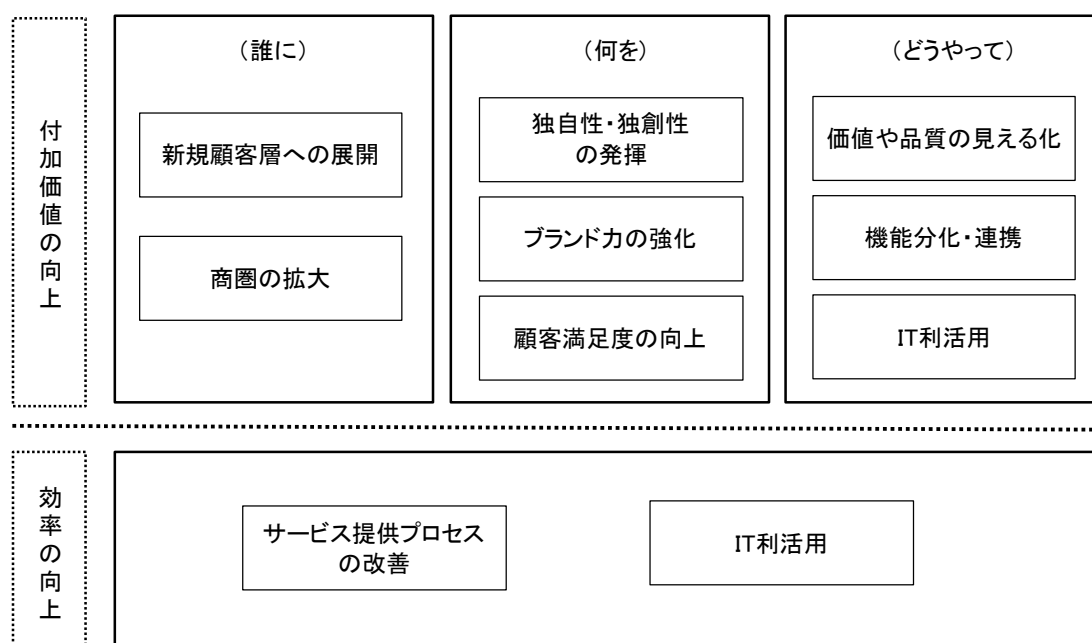 付加価値の向上
（誰に）
新規顧客層への展開
商圏の拡大
（何を）
独自性・独創性
の発揮
ブランド力の強化
顧客満足度の向上
（どうやって）
価値や品質の見える化
機能分化・連携
IT利活用
効率の向上
サービス提供プロセス
の改善
IT利活用